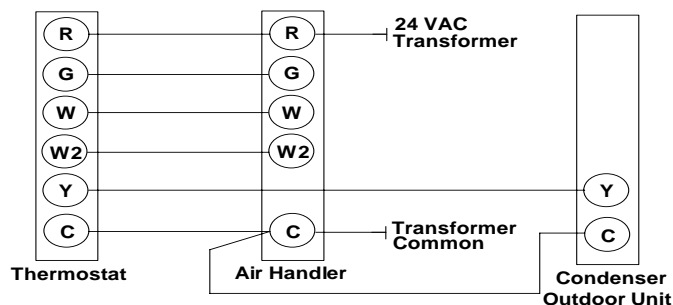 R R 24 VAC
Transformer
G G
W W
W2 W2
Y Y
C C Transformer
Common C
Thermostat Air Handler Condenser
Outdoor Unit